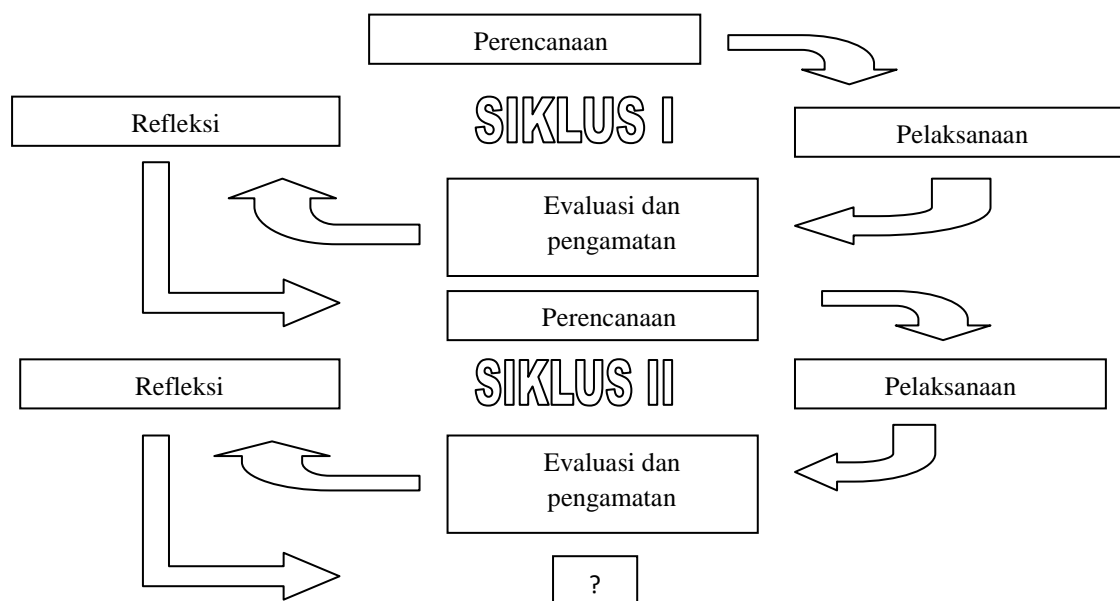 Perencanaan
Refleksi
SIKLUS I
Pelaksanaan
Evaluasi dan
pengamatan
Perencanaan
Refleksi
SIKLUS II
Pelaksanaan
Evaluasi dan
pengamatan
?